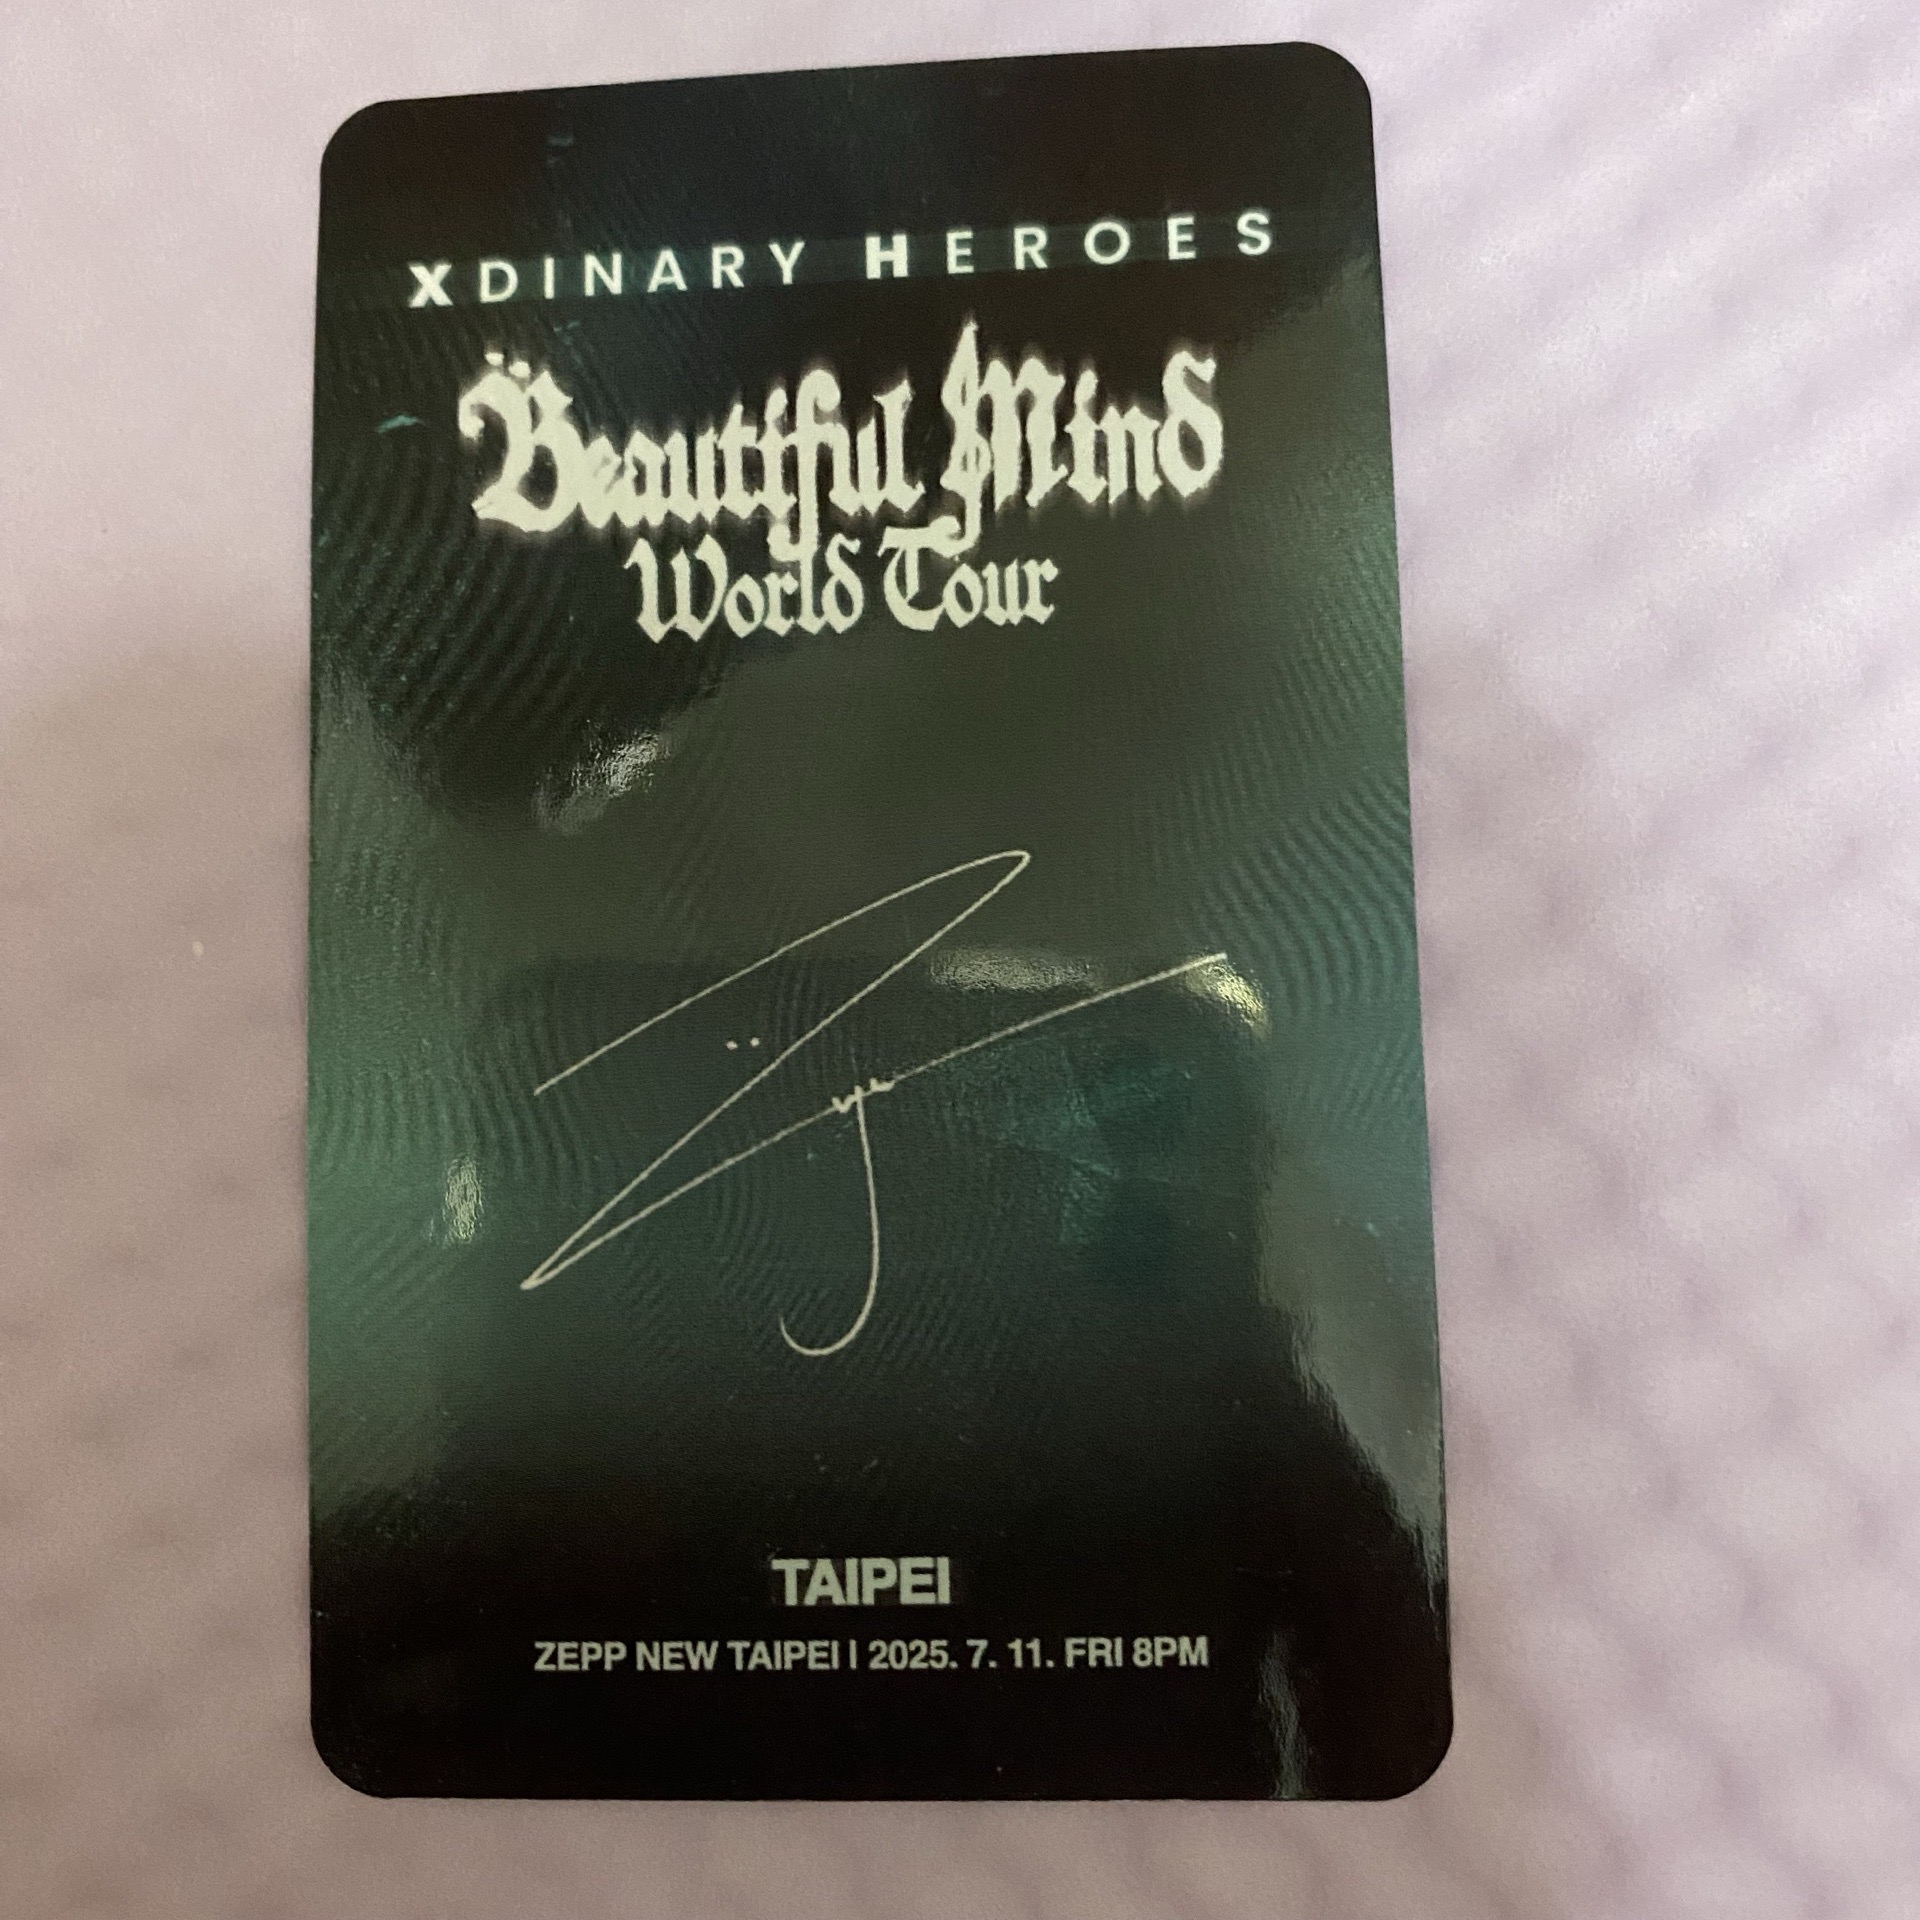 XDINARY HEROES
Beautiful Mind
World Tour
TAIPEI
ZEPP NEW TAIPEI | 2025. 7. 11. FRI 8PM